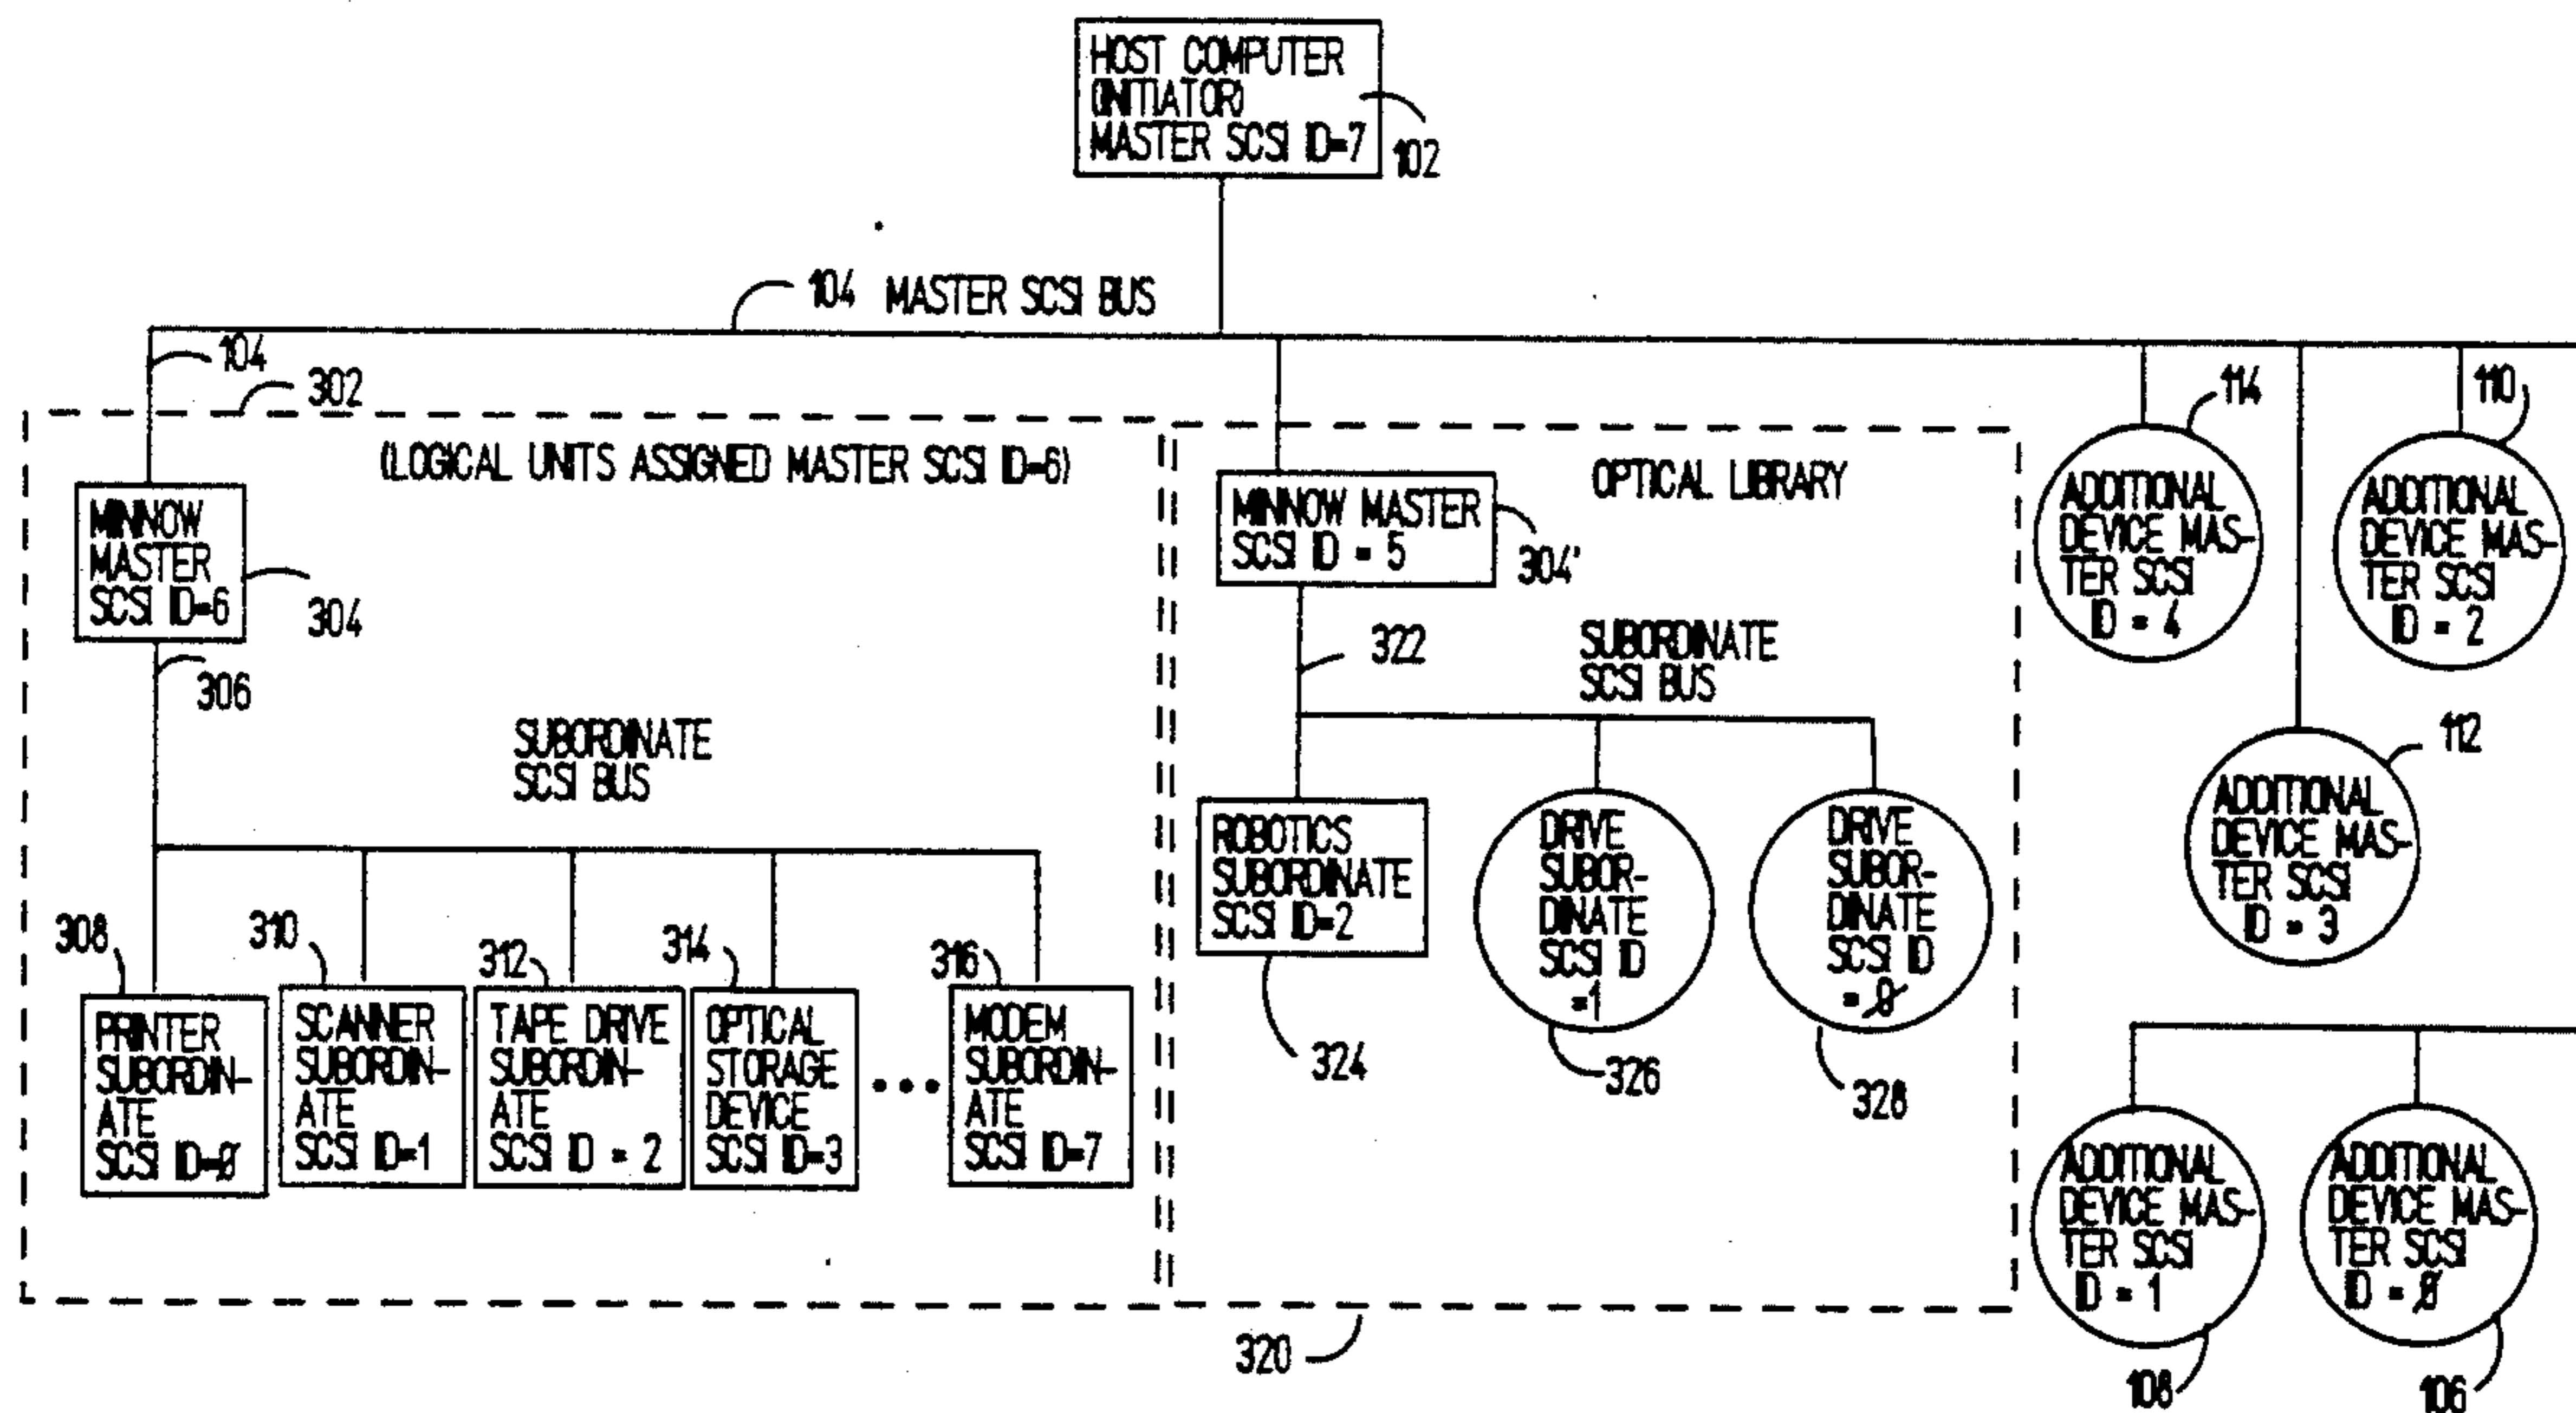 HOST COMPUTER
(INITIATOR)
MASTER SCSI ID=7
102
104 MASTER SCSI BUS
104
302
(LOGICAL UNITS ASSIGNED MASTER SCSI ID=6)
MINNOW
MASTER
SCSI ID=6
304
306
SUBORDINATE
SCSI BUS
308
PRINTER
SUBORDIN-
ATE
SCSI ID=0
310
SCANNER
SUBORDIN-
ATE
SCSI ID=1
312
TAPE DRIVE
SUBORDIN-
ATE
SCSI ID = 2
314
OPTICAL
STORAGE
DEVICE
SCSI ID=3
•••
316
MODEM
SUBORDIN-
ATE
SCSI ID=7
OPTICAL LIBRARY
MINNOW MASTER
SCSI ID = 5
304'
322
SUBORDINATE
SCSI BUS
ROBOTICS
SUBORDINATE
SCSI ID=2
324
DRIVE
SUBOR-
DINATE
SCSI ID
=1
326
DRIVE
SUBOR-
DINATE
SCSI ID
= 0
328
320
114
ADDITIONAL
DEVICE MAS-
TER SCSI
ID = 4
110
ADDITIONAL
DEVICE MAS-
TER SCSI
ID = 2
112
ADDITIONAL
DEVICE MAS-
TER SCSI
ID = 3
ADDITIONAL
DEVICE MAS-
TER SCSI
ID = 1
108
ADDITIONAL
DEVICE MAS-
TER SCSI
ID = 0
106